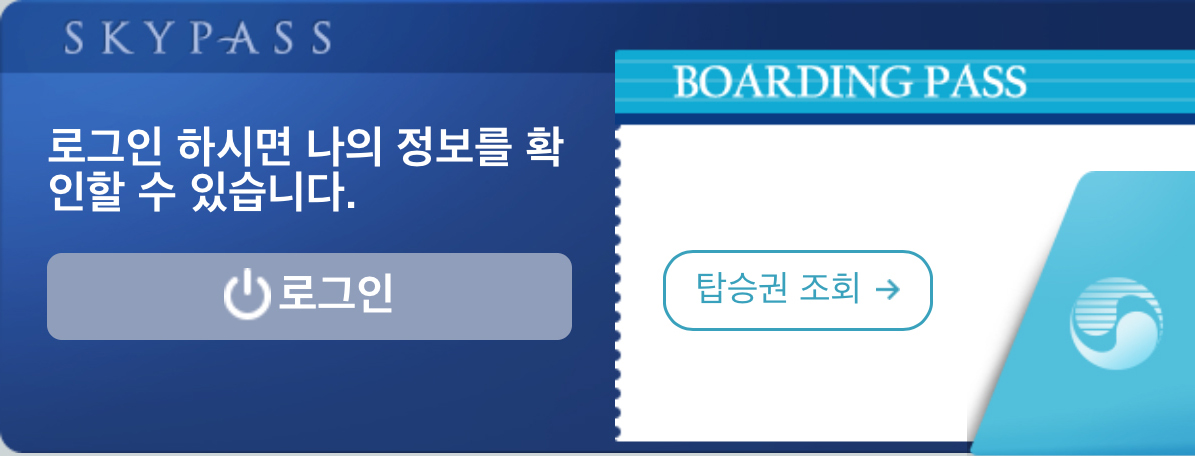 SKYPASS
로그인 하시면 나의 정보를 확
인할 수 있습니다.
로그인
BOARDING PASS
탑승권 조회 →